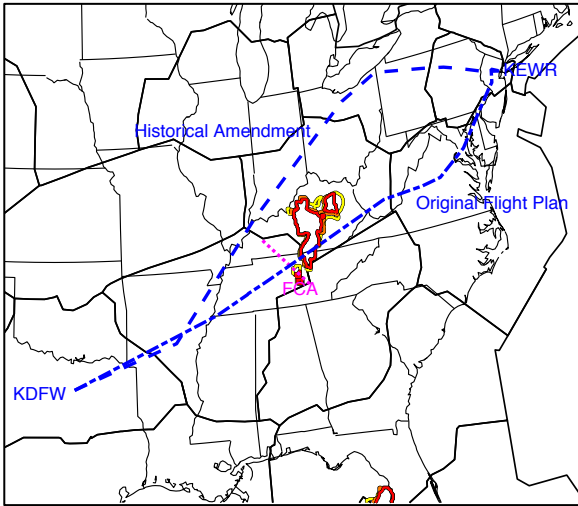 KEWR
Historical Amendment
Original Flight Plan
FCA
KDFW